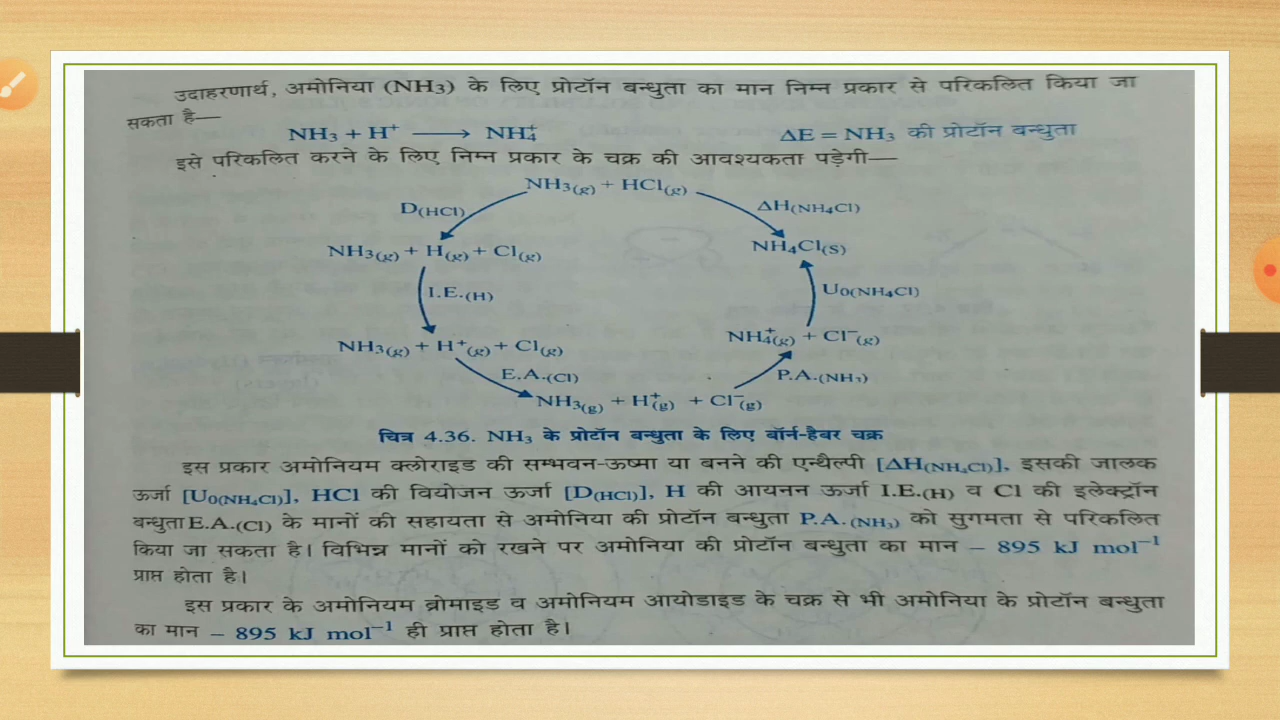 उदाहरणार्थ, अमोनिया (NH₃) के लिए प्रोटॉन बन्धुता का मान निम्न प्रकार से परिकलित किया जा
सकता है—
NH₃ + H⁺ ⟶ NH₄⁺ ΔE = NH₃ की प्रोटॉन बन्धुता
इसे परिकलित करने के लिए निम्न प्रकार के चक्र की आवश्यकता पड़ेगी—
NH₃(g) + HCl(g)
D(HCl) ΔH(NH₄Cl)
NH₃(g) + H(g) + Cl(g) NH₄Cl(S)
I.E.(H) U₀(NH₄Cl)
NH₃(g) + H⁺(g) + Cl(g) NH₄⁺(g) + Cl⁻(g)
E.A.(Cl) P.A.(NH₃)
NH₃(g) + H⁺(g) + Cl⁻(g)
चित्र 4.36. NH₃ के प्रोटॉन बन्धुता के लिए बॉर्न-हैबर चक्र
इस प्रकार अमोनियम क्लोराइड की सम्भवन-ऊष्मा या बनने की एन्थैल्पी [ΔH(NH₄Cl)], इसकी जालक
ऊर्जा [U₀(NH₄Cl)], HCl की वियोजन ऊर्जा [D(HCl)], H की आयनन ऊर्जा I.E.(H) व Cl की इलेक्ट्रॉन
बन्धुता E.A.(Cl) के मानों की सहायता से अमोनिया की प्रोटॉन बन्धुता P.A.(NH₃) को सुगमता से परिकलित
किया जा सकता है। विभिन्न मानों को रखने पर अमोनिया की प्रोटॉन बन्धुता का मान – 895 kJ mol⁻¹
प्राप्त होता है।
इस प्रकार के अमोनियम ब्रोमाइड व अमोनियम आयोडाइड के चक्र से भी अमोनिया के प्रोटॉन बन्धुता
का मान – 895 kJ mol⁻¹ ही प्राप्त होता है।